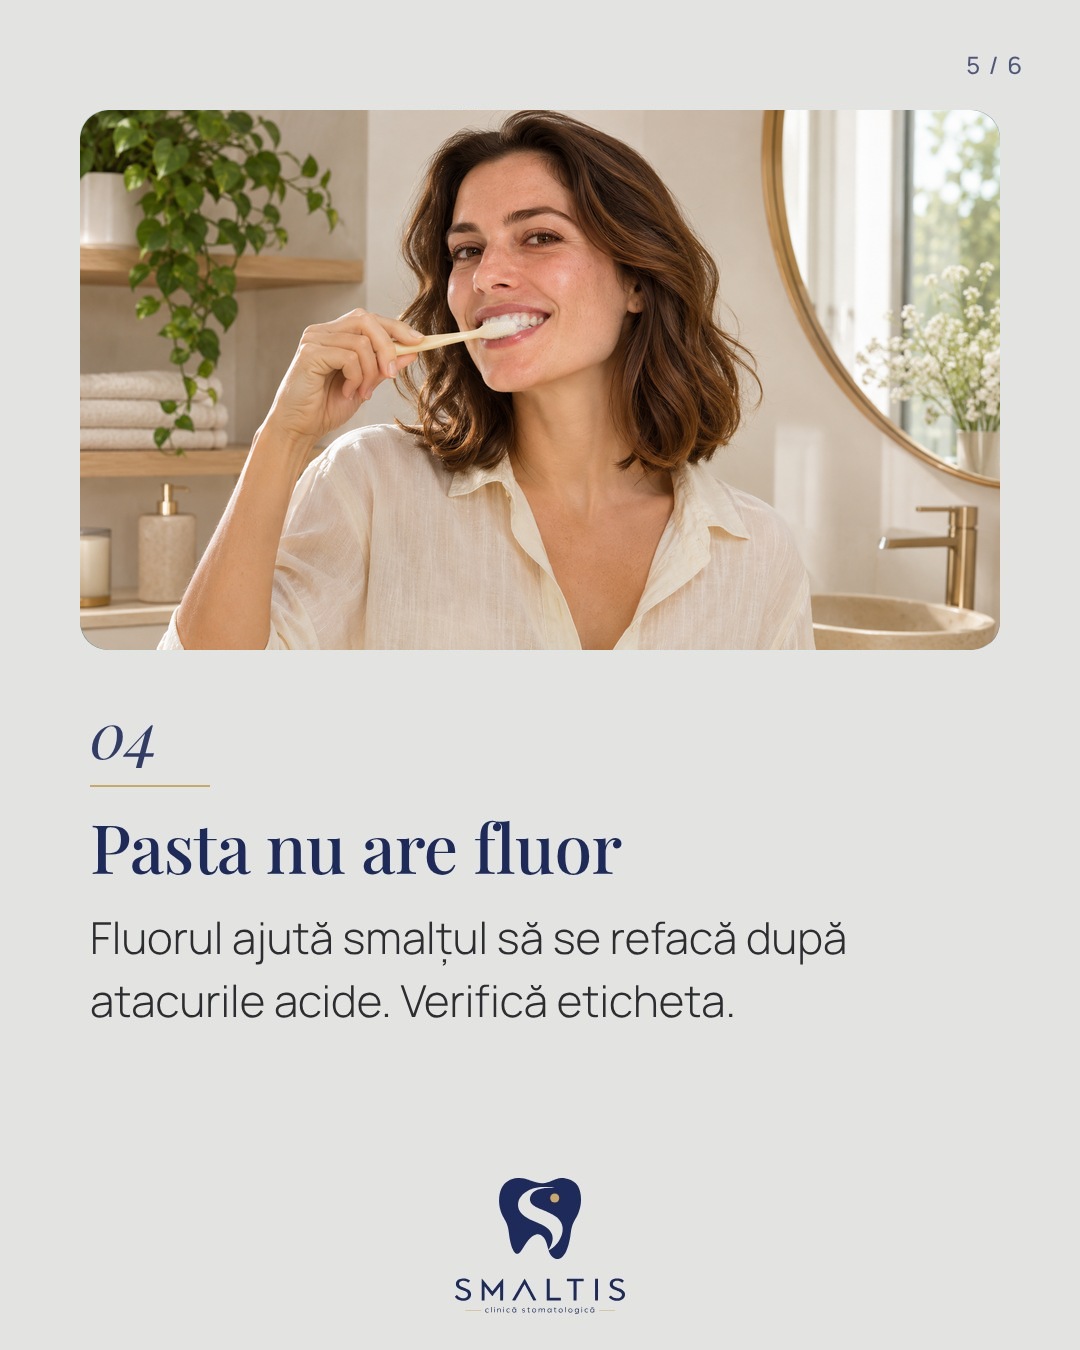 5 / 6
04
Pasta nu are fluor
Fluorul ajută smalțul să se refacă după
atacurile acide. Verifică eticheta.
SMALTIS
clinică stomatologică